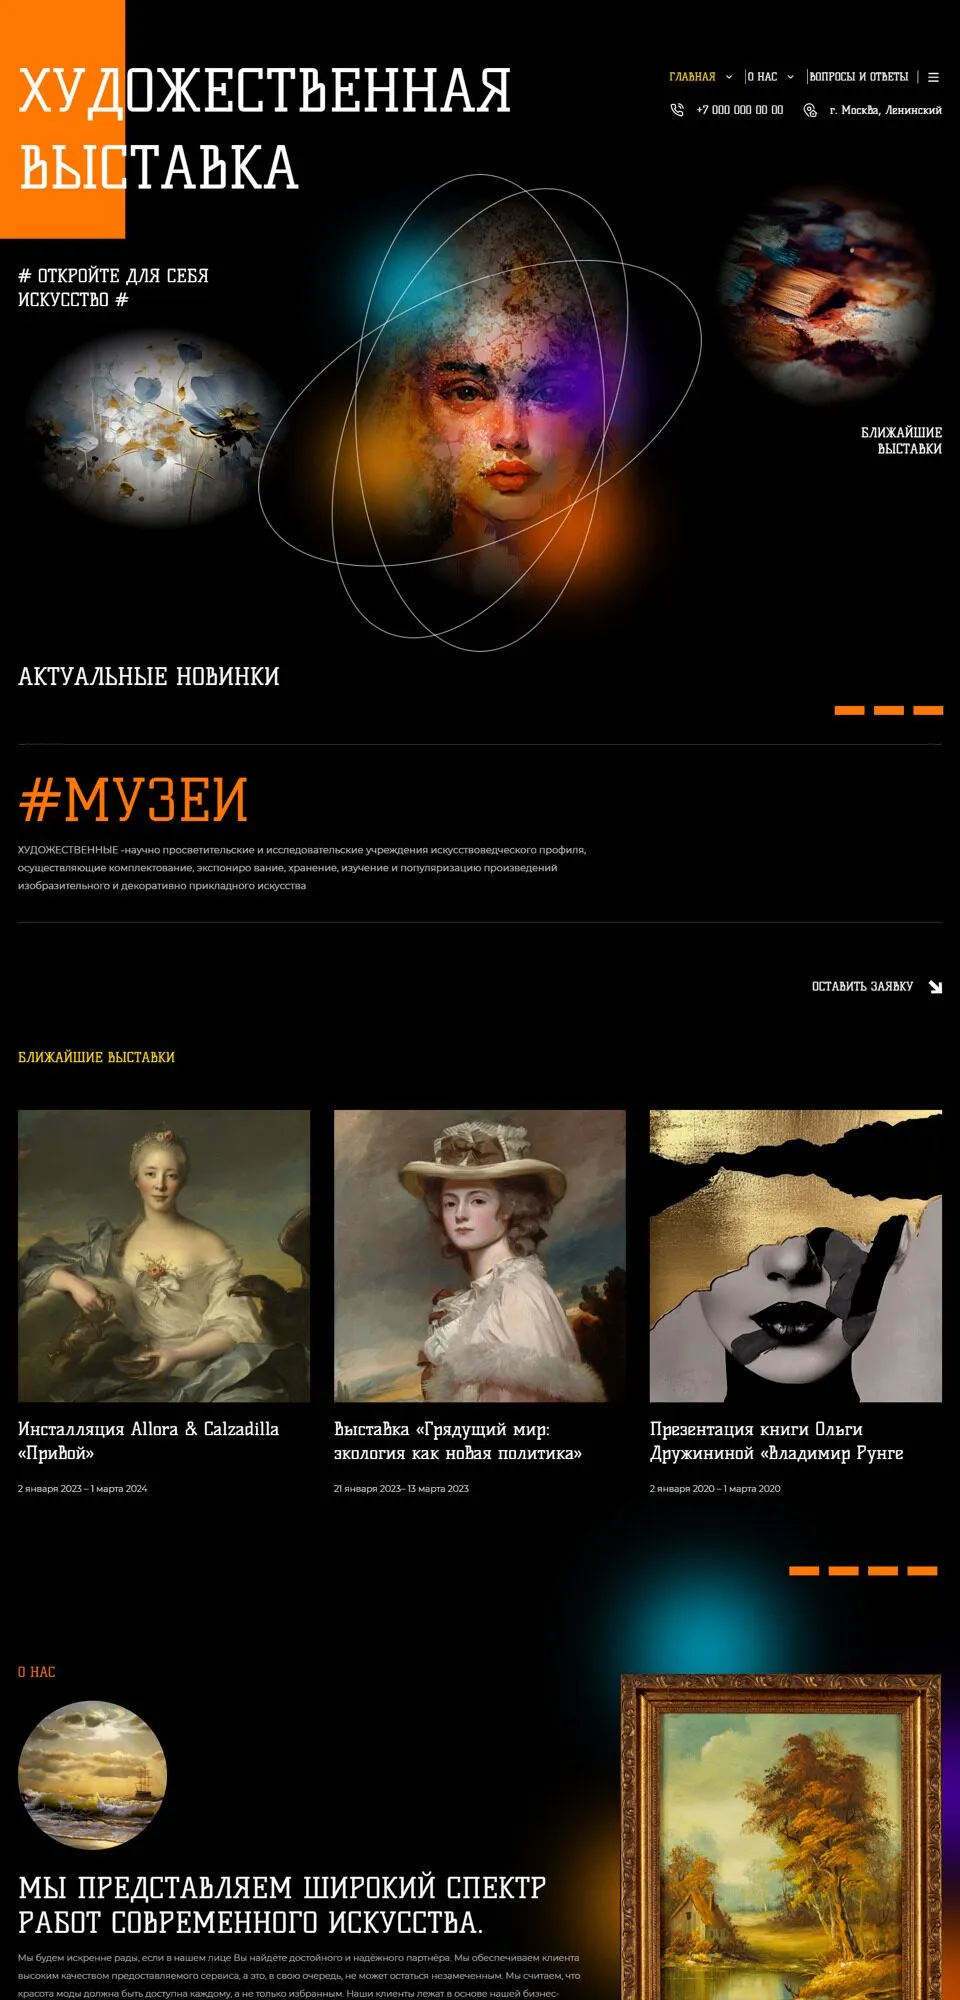 ХУДОЖЕСТВЕННАЯ
ВЫСТАВКА
ГЛАВНАЯ
О НАС
ВОПРОСЫ И ОТВЕТЫ
+7 000 000 00 00
г. Москва, Ленинский
# ОТКРОЙТЕ ДЛЯ СЕБЯ
ИСКУССТВО #
БЛИЖАЙШИЕ
ВЫСТАВКИ
АКТУАЛЬНЫЕ НОВИНКИ
#МУЗЕИ
ХУДОЖЕСТВЕННЫЕ -научно просветительские и исследовательские учреждения искусствоведческого профиля,
осуществляющие комплектование, экспониро вание, хранение, изучение и популяризацию произведений
изобразительного и декоративно прикладного искусства
ОСТАВИТЬ ЗАЯВКУ
БЛИЖАЙШИЕ ВЫСТАВКИ
Инсталляция Allora & Calzadilla
«Привой»
2 января 2023 – 1 марта 2024
Выставка «Грядущий мир:
экология как новая политика»
21 января 2023– 13 марта 2023
Презентация книги Ольги
Дружининой «Владимир Рунге
2 января 2020 – 1 марта 2020
О НАС
МЫ ПРЕДСТАВЛЯЕМ ШИРОКИЙ СПЕКТР
РАБОТ СОВРЕМЕННОГО ИСКУССТВА.
Мы будем искренне рады, если в нашем лице Вы найдёте достойного и надёжного партнёра. Мы обеспечиваем клиента
высоким качеством предоставляемого сервиса, а это, в свою очередь, не может остаться незамеченным. Мы считаем, что
красота моды должна быть доступна каждому, а не только избранным. Наши клиенты лежат в основе нашей бизнес-